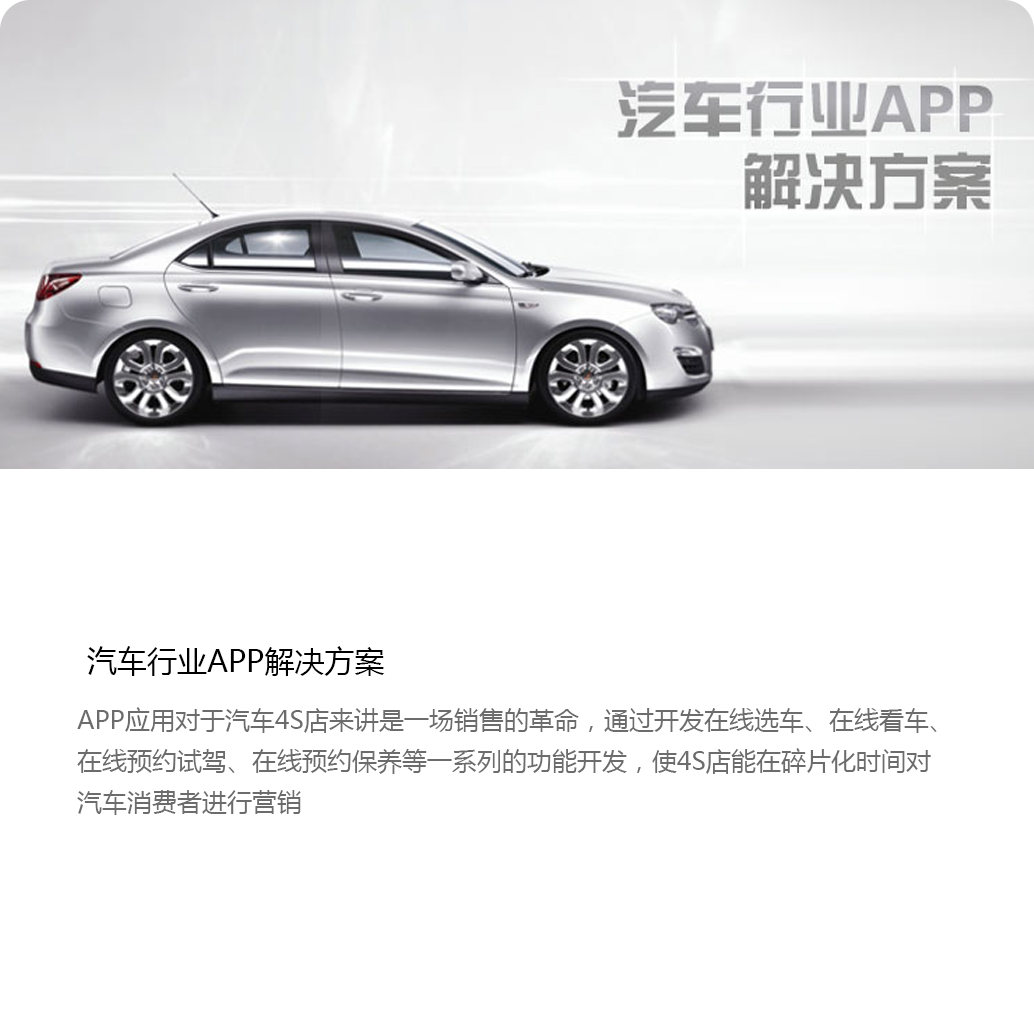 汽车行业APP
解决方案
汽车行业APP解决方案
APP应用对于汽车4S店来讲是一场销售的革命，通过开发在线选车、在线看车、
在线预约试驾、在线预约保养等一系列的功能开发，使4S店能在碎片化时间对
汽车消费者进行营销